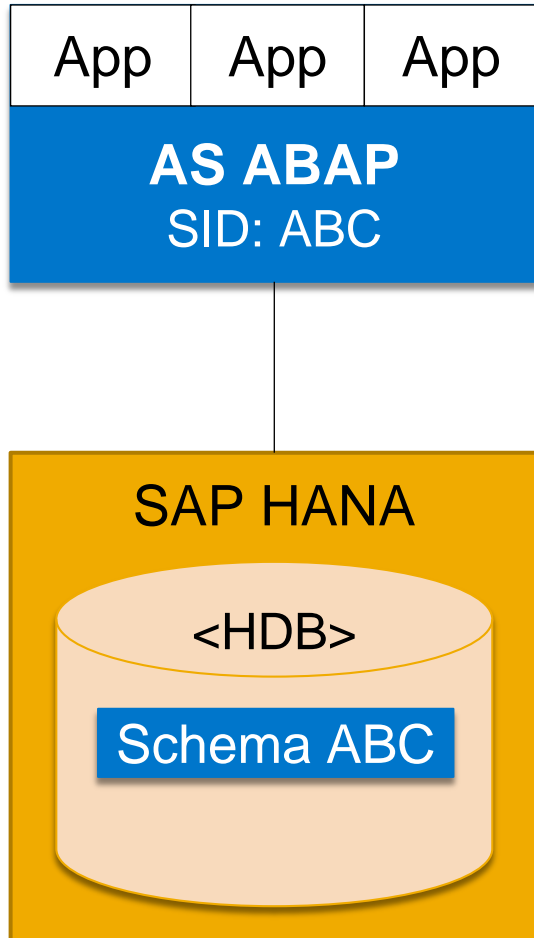 App App App
AS ABAP
SID: ABC
SAP HANA
<HDB>
Schema ABC